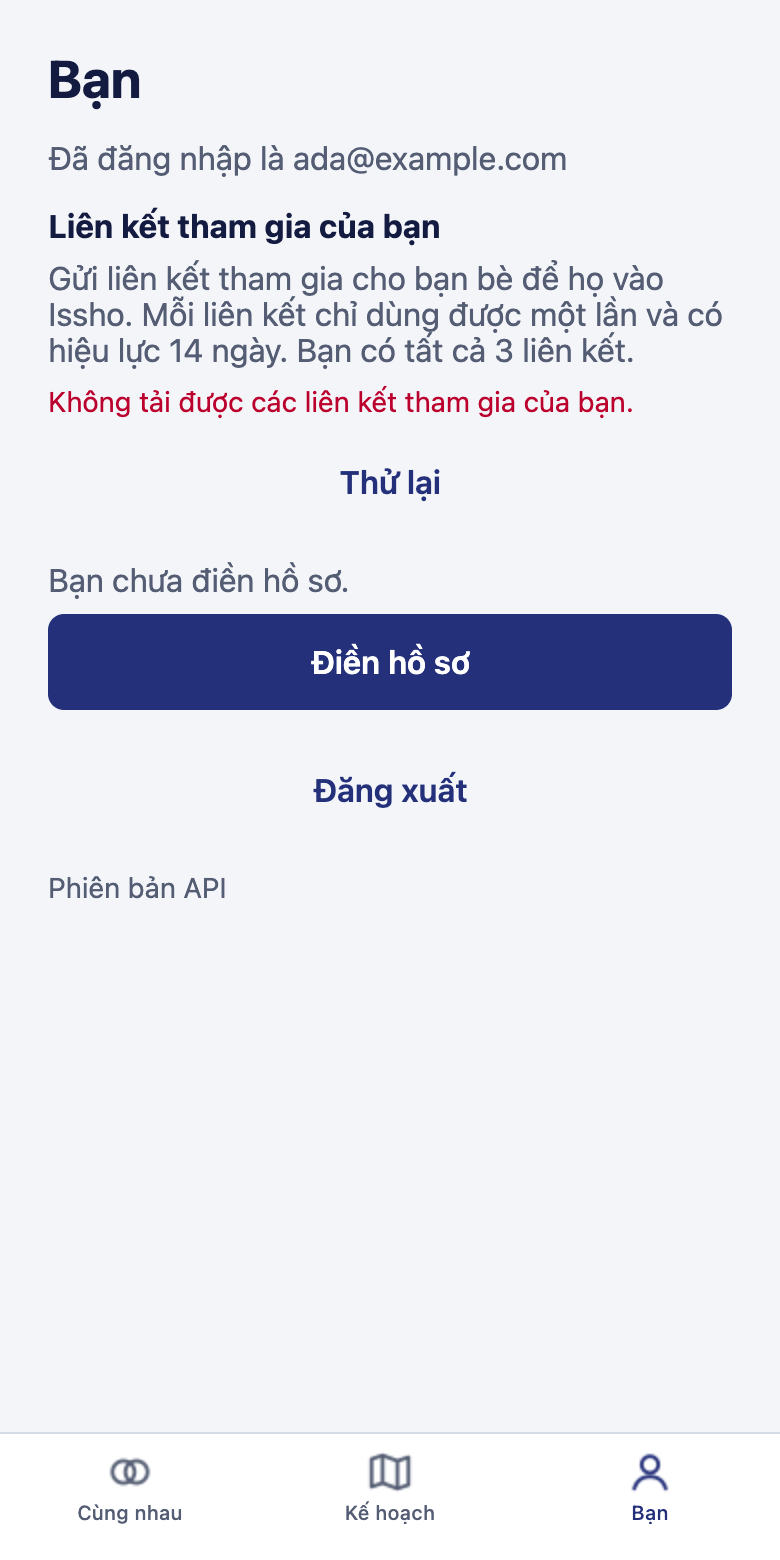 Bạn
Đã đăng nhập là ada@example.com
Liên kết tham gia của bạn
Gửi liên kết tham gia cho bạn bè để họ vào
Issho. Mỗi liên kết chỉ dùng được một lần và có
hiệu lực 14 ngày. Bạn có tất cả 3 liên kết.
Không tải được các liên kết tham gia của bạn.
Thử lại
Bạn chưa điền hồ sơ.
Điền hồ sơ
Đăng xuất
Phiên bản API
Cùng nhau
Kế hoạch
Bạn